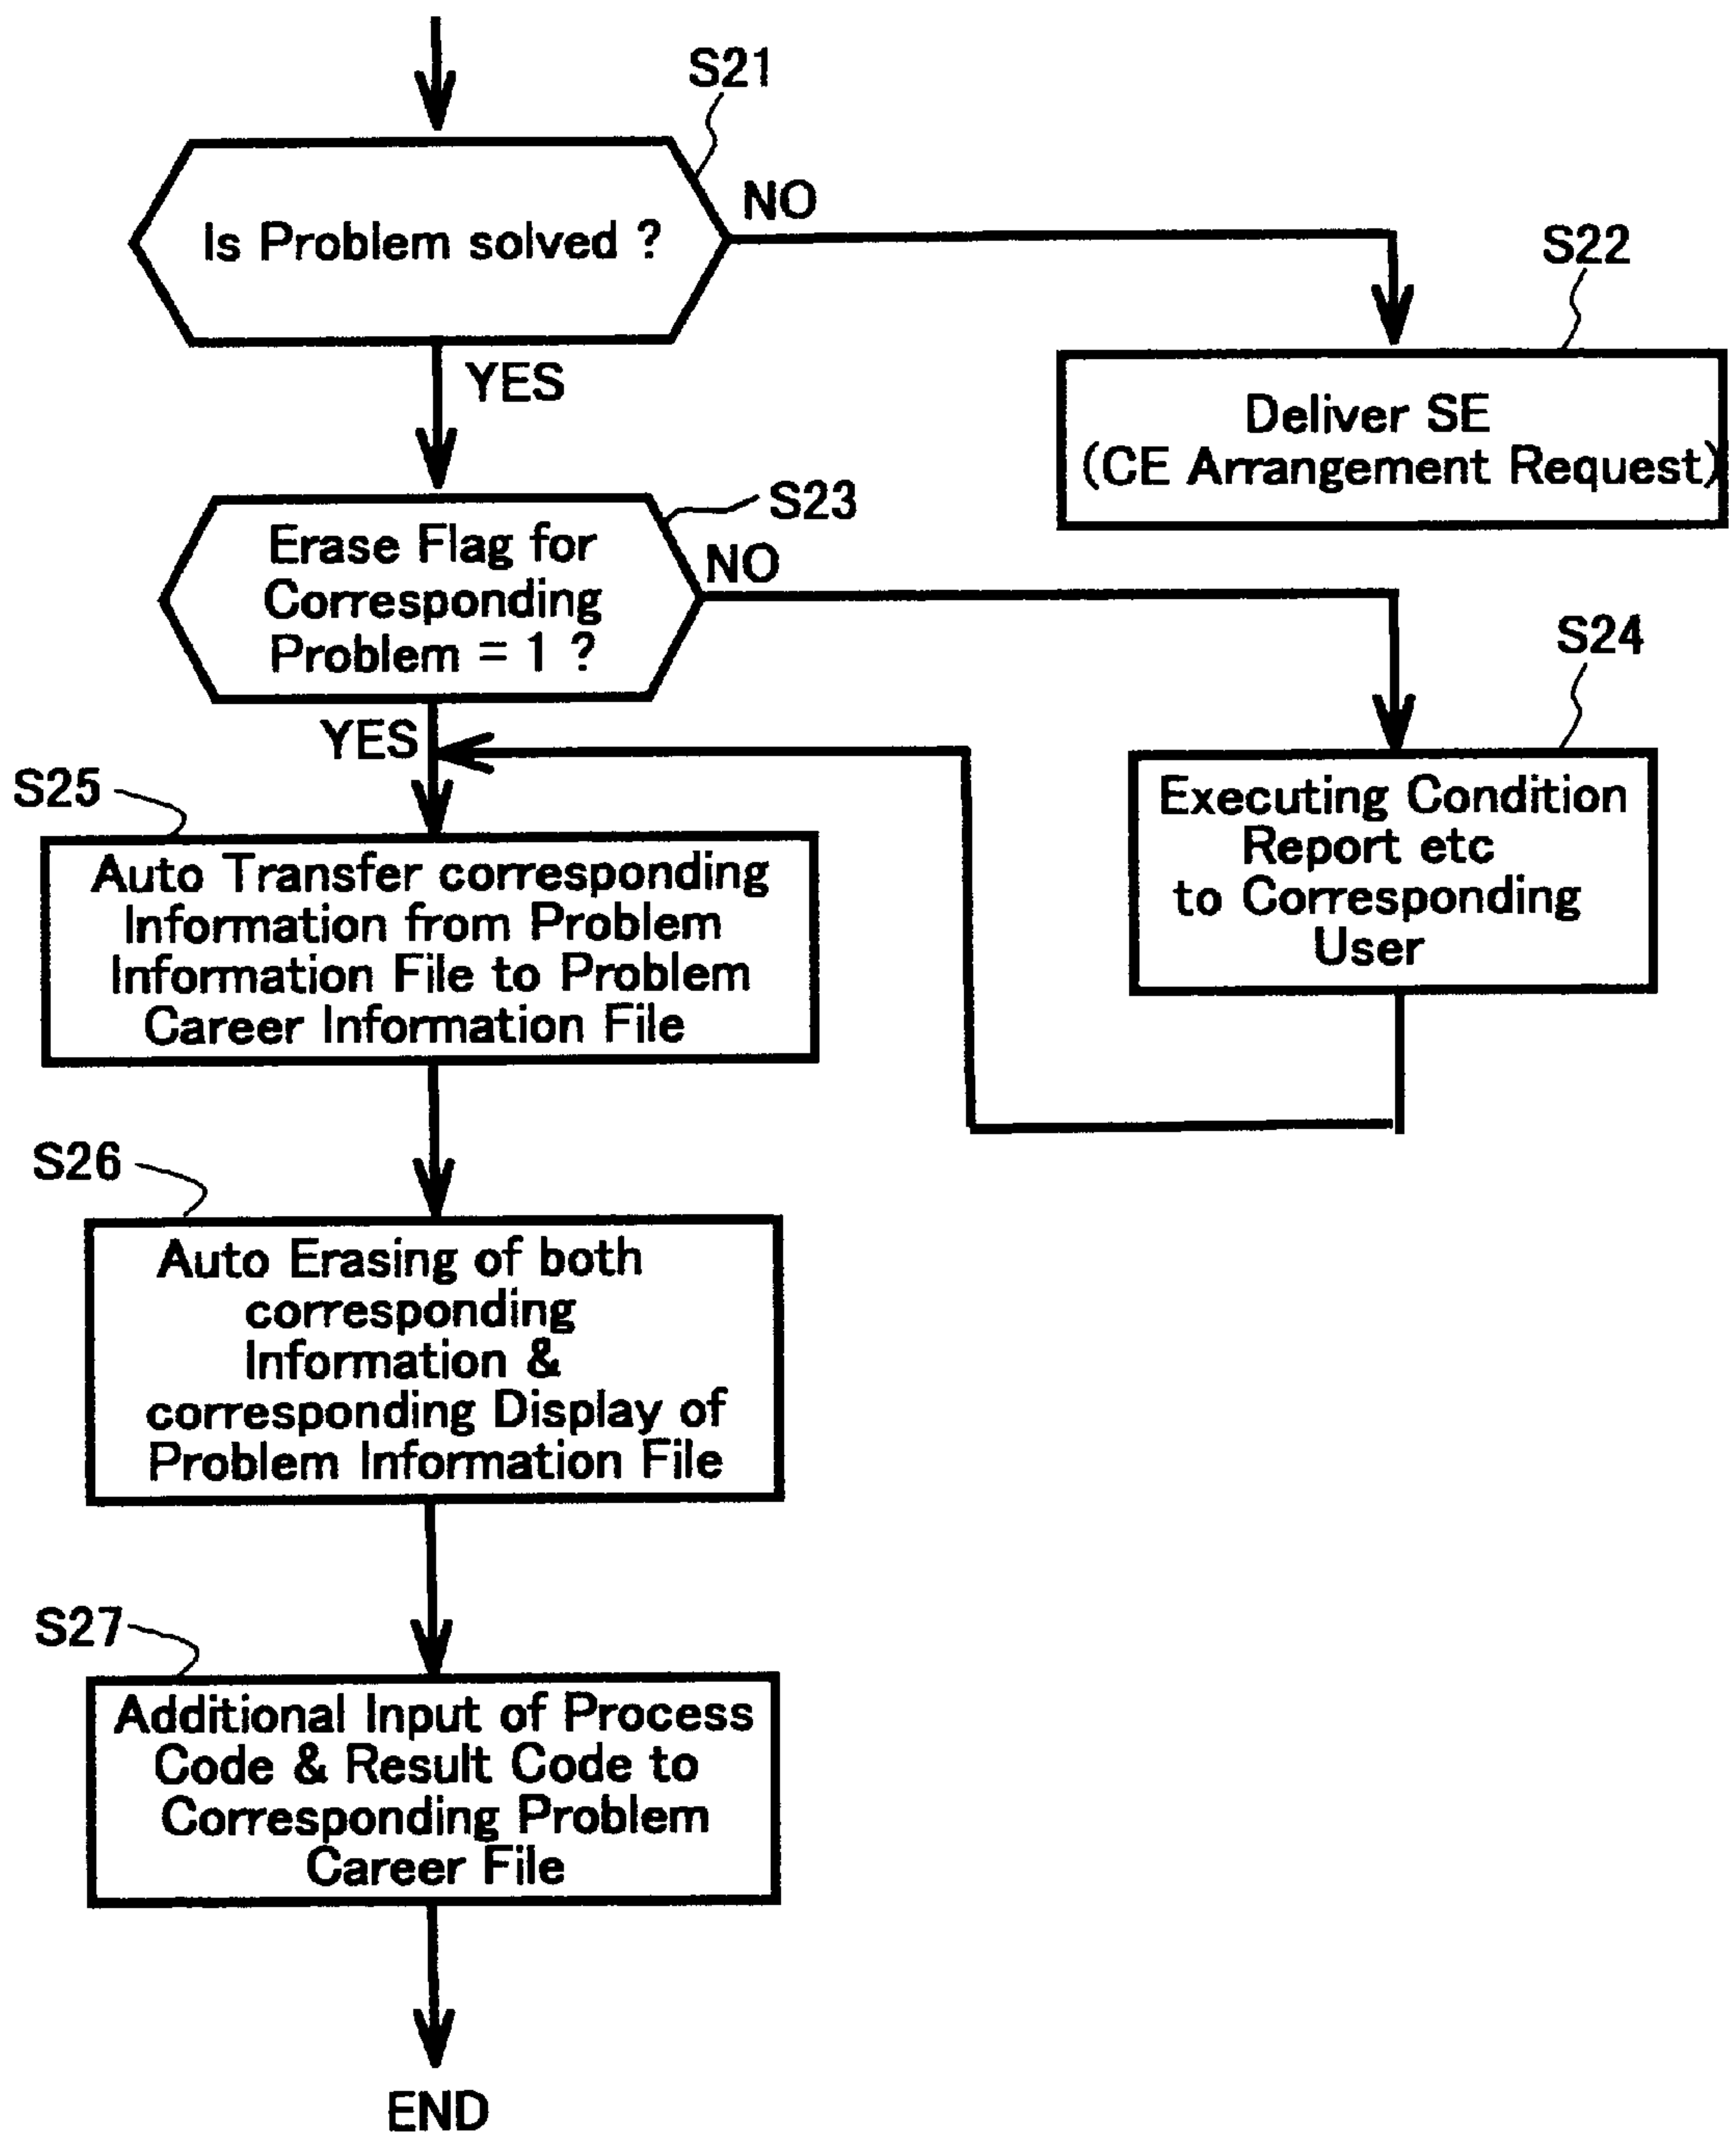 S21
Is Problem solved ?
NO
YES
S22
Deliver SE
(CE Arrangement Request)
S23
Erase Flag for
Corresponding
Problem = 1 ?
NO
YES
S24
Executing Condition
Report etc
to Corresponding
User
S25
Auto Transfer corresponding
Information from Problem
Information File to Problem
Career Information File
S26
Auto Erasing of both
corresponding
Information &
corresponding Display of
Problem Information File
S27
Additional Input of Process
Code & Result Code to
Corresponding Problem
Career File
END